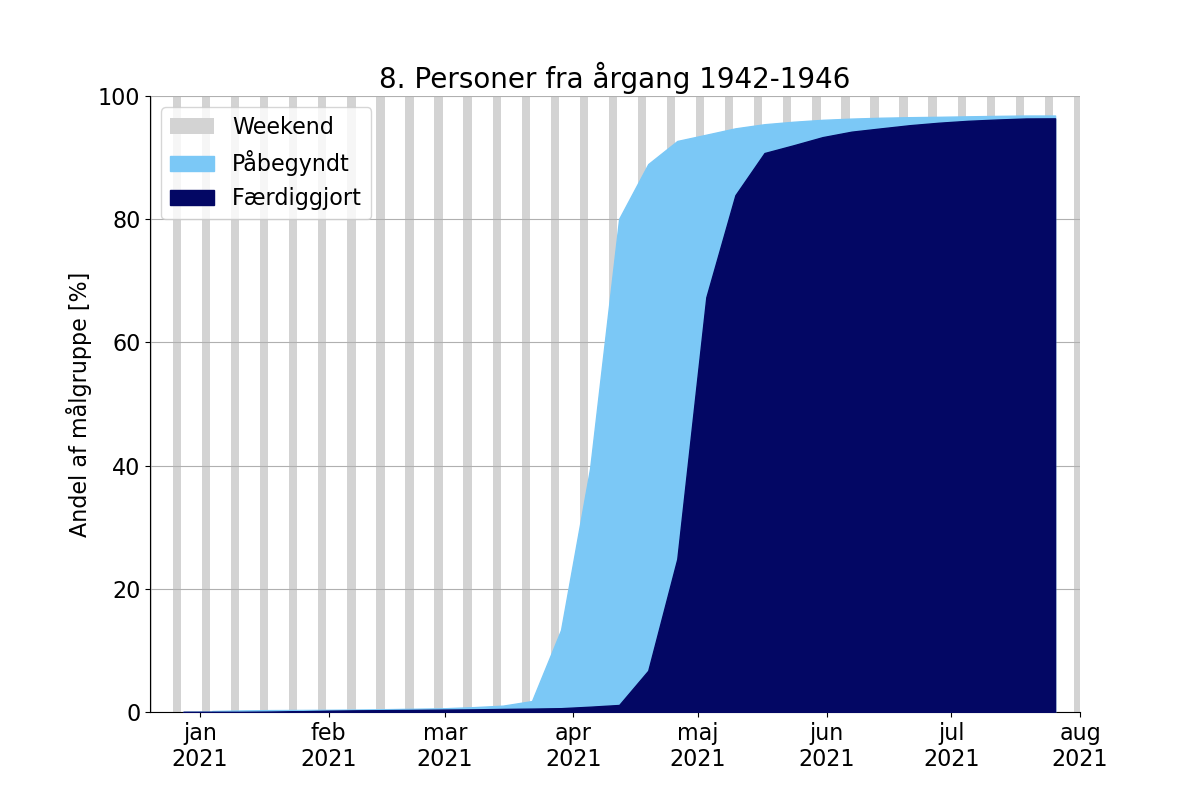 8. Personer fra årgang 1942-1946
100
80
60
40
20
0
Andel af målgruppe [%]
Weekend
Påbegyndt
Færdiggjort
jan feb mar apr maj jun jul aug
2021 2021 2021 2021 2021 2021 2021 2021